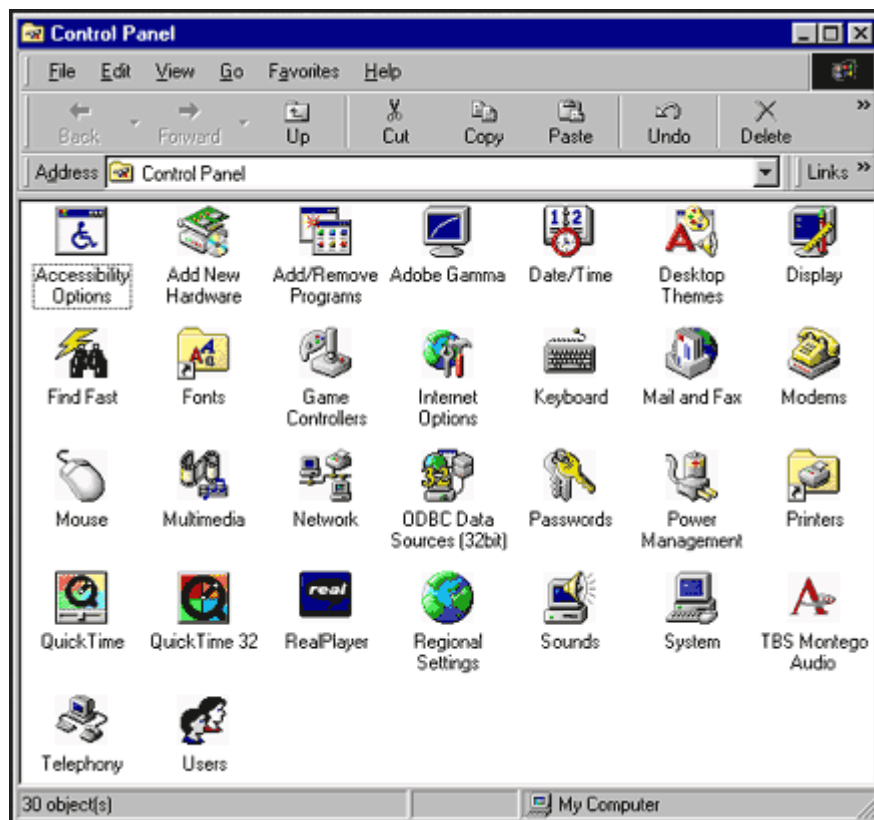 Control Panel
File Edit View Go Favorites Help
Back Forward Up Cut Copy Paste Undo Delete »
Address Control Panel Links »
Accessibility Options
Add New Hardware
Add/Remove Programs
Adobe Gamma
Date/Time
Desktop Themes
Display
Find Fast
Fonts
Game Controllers
Internet Options
Keyboard
Mail and Fax
Modems
Mouse
Multimedia
Network
ODBC Data Sources (32bit)
Passwords
Power Management
Printers
real
QuickTime
QuickTime 32
RealPlayer
Regional Settings
Sounds
System
TBS Montego Audio
Telephony
Users
30 object(s) My Computer